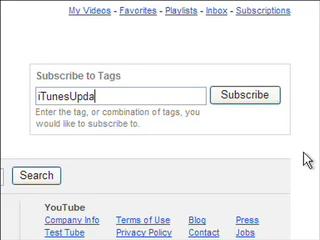 My Videos - Favorites - Playlists - Inbox - Subscriptions
Subscribe to Tags
iTunesUpda
Subscribe
Enter the tag, or combination of tags, you
would like to subscribe to.
Search
YouTube
Company Info Terms of Use Blog Press
Test Tube Privacy Policy Contact Jobs